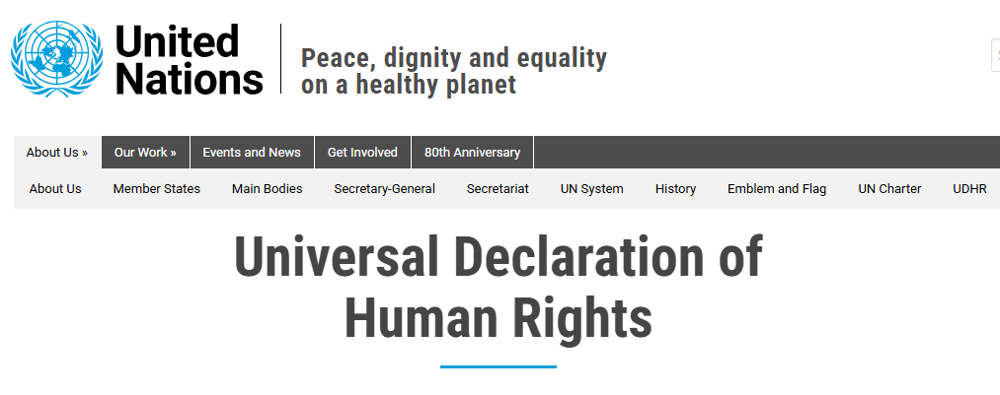 United
Nations
Peace, dignity and equality
on a healthy planet
About Us »
Our Work »
Events and News
Get Involved
80th Anniversary
About Us
Member States
Main Bodies
Secretary-General
Secretariat
UN System
History
Emblem and Flag
UN Charter
UDHR
Universal Declaration of
Human Rights